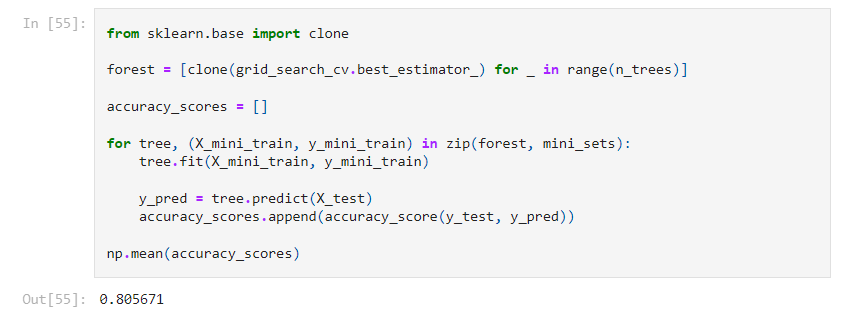 In [55]:
from sklearn.base import clone
forest = [clone(grid_search_cv.best_estimator_) for _ in range(n_trees)]
accuracy_scores = []
for tree, (X_mini_train, y_mini_train) in zip(forest, mini_sets):
    tree.fit(X_mini_train, y_mini_train)
    y_pred = tree.predict(X_test)
    accuracy_scores.append(accuracy_score(y_test, y_pred))
np.mean(accuracy_scores)
Out[55]: 0.805671